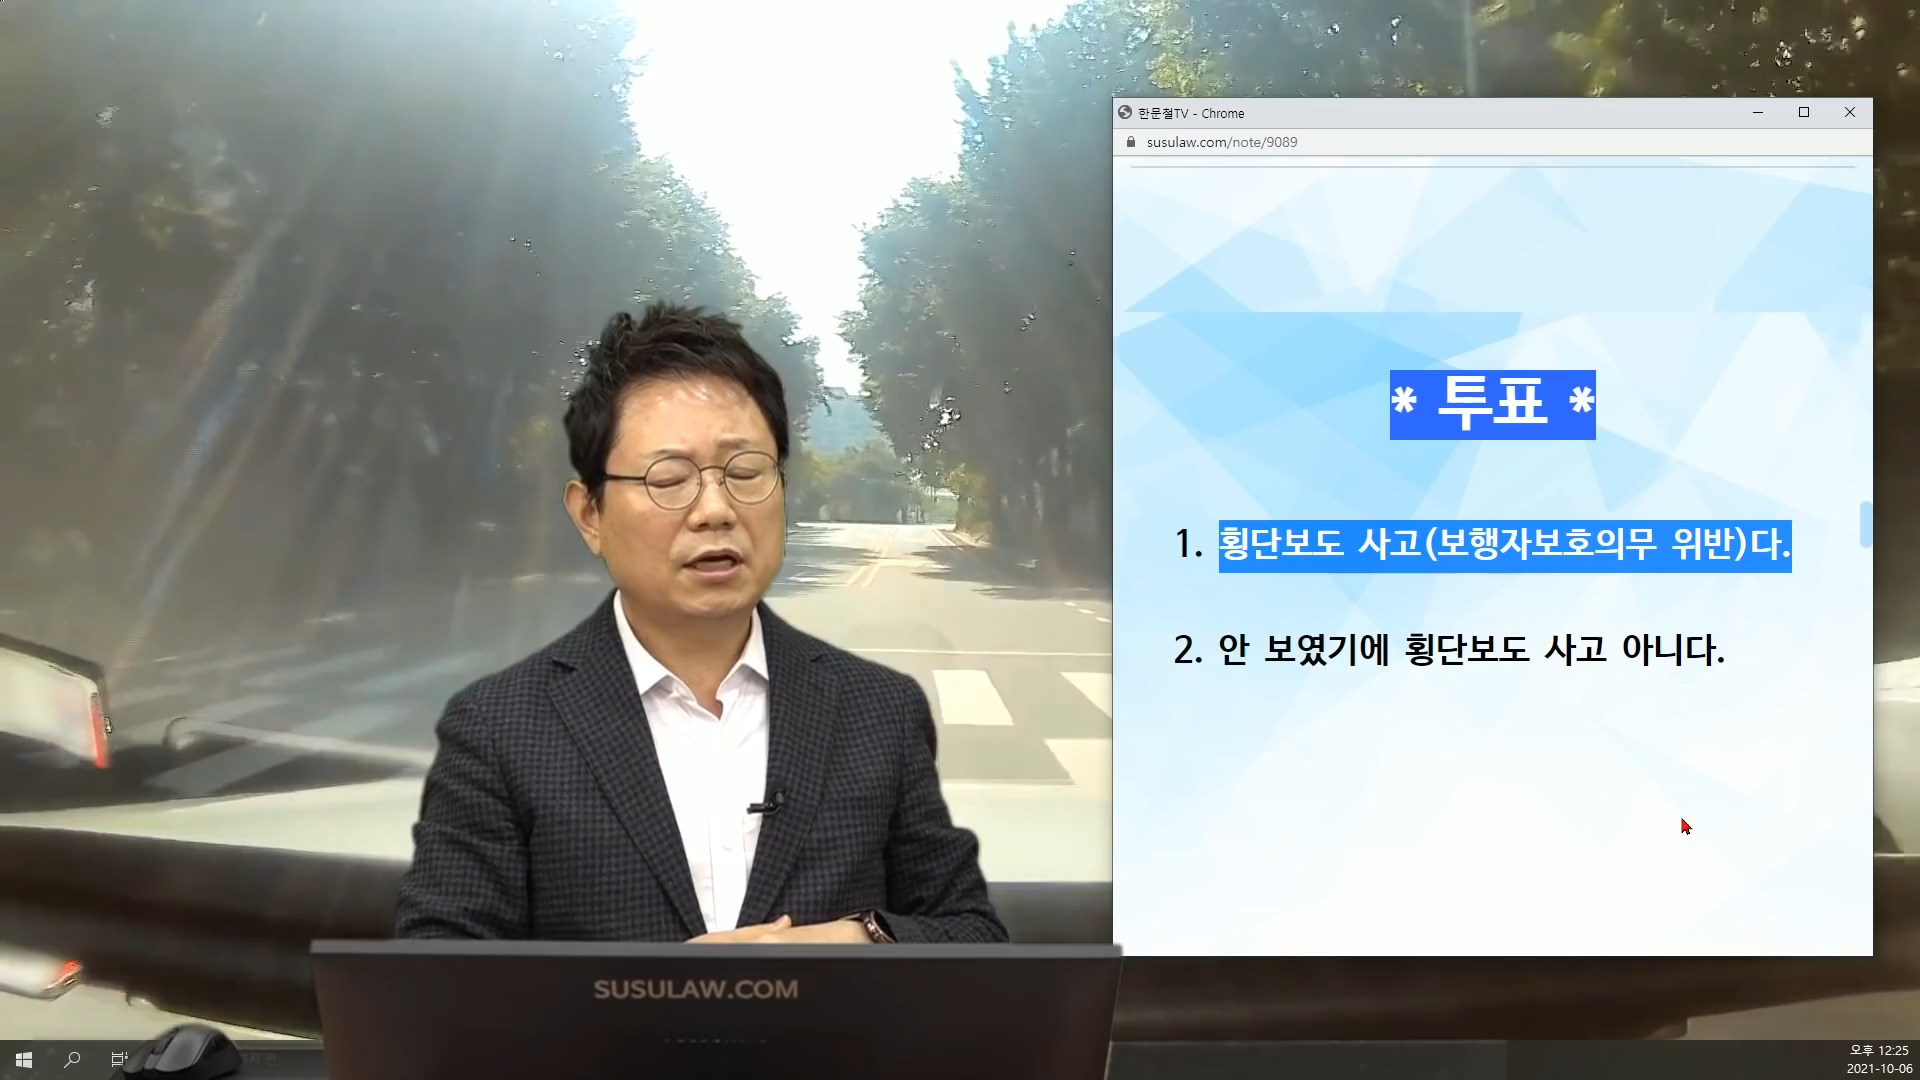 한문철TV - Chrome
susulaw.com/note/9089
* 투표 *
1. 횡단보도 사고(보행자보호의무 위반)다.
2. 안 보였기에 횡단보도 사고 아니다.
SUSULAW.COM
오후 12:25
2021-10-06